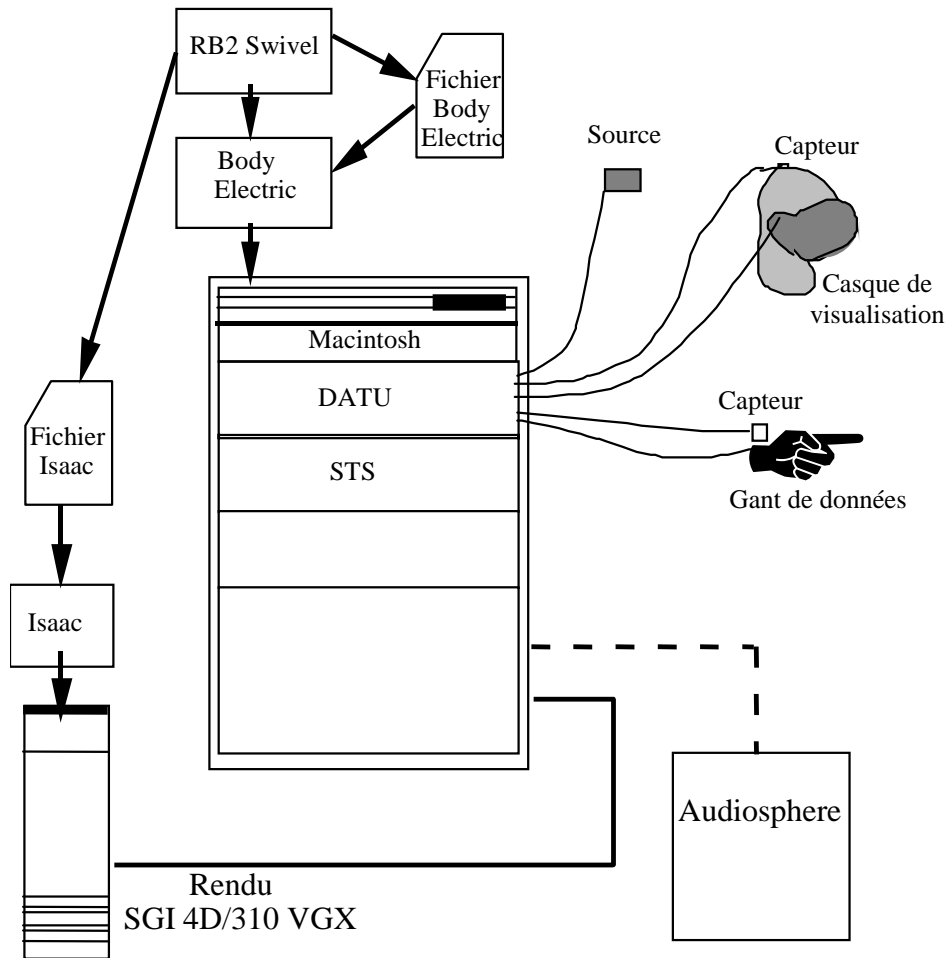 RB2 Swivel
Fichier
Body
Electric
Body
Electric
Source
Capteur
Casque de
visualisation
Macintosh
DATU
STS
Capteur
Gant de données
Fichier
Isaac
Isaac
Audiosphere
Rendu
SGI 4D/310 VGX